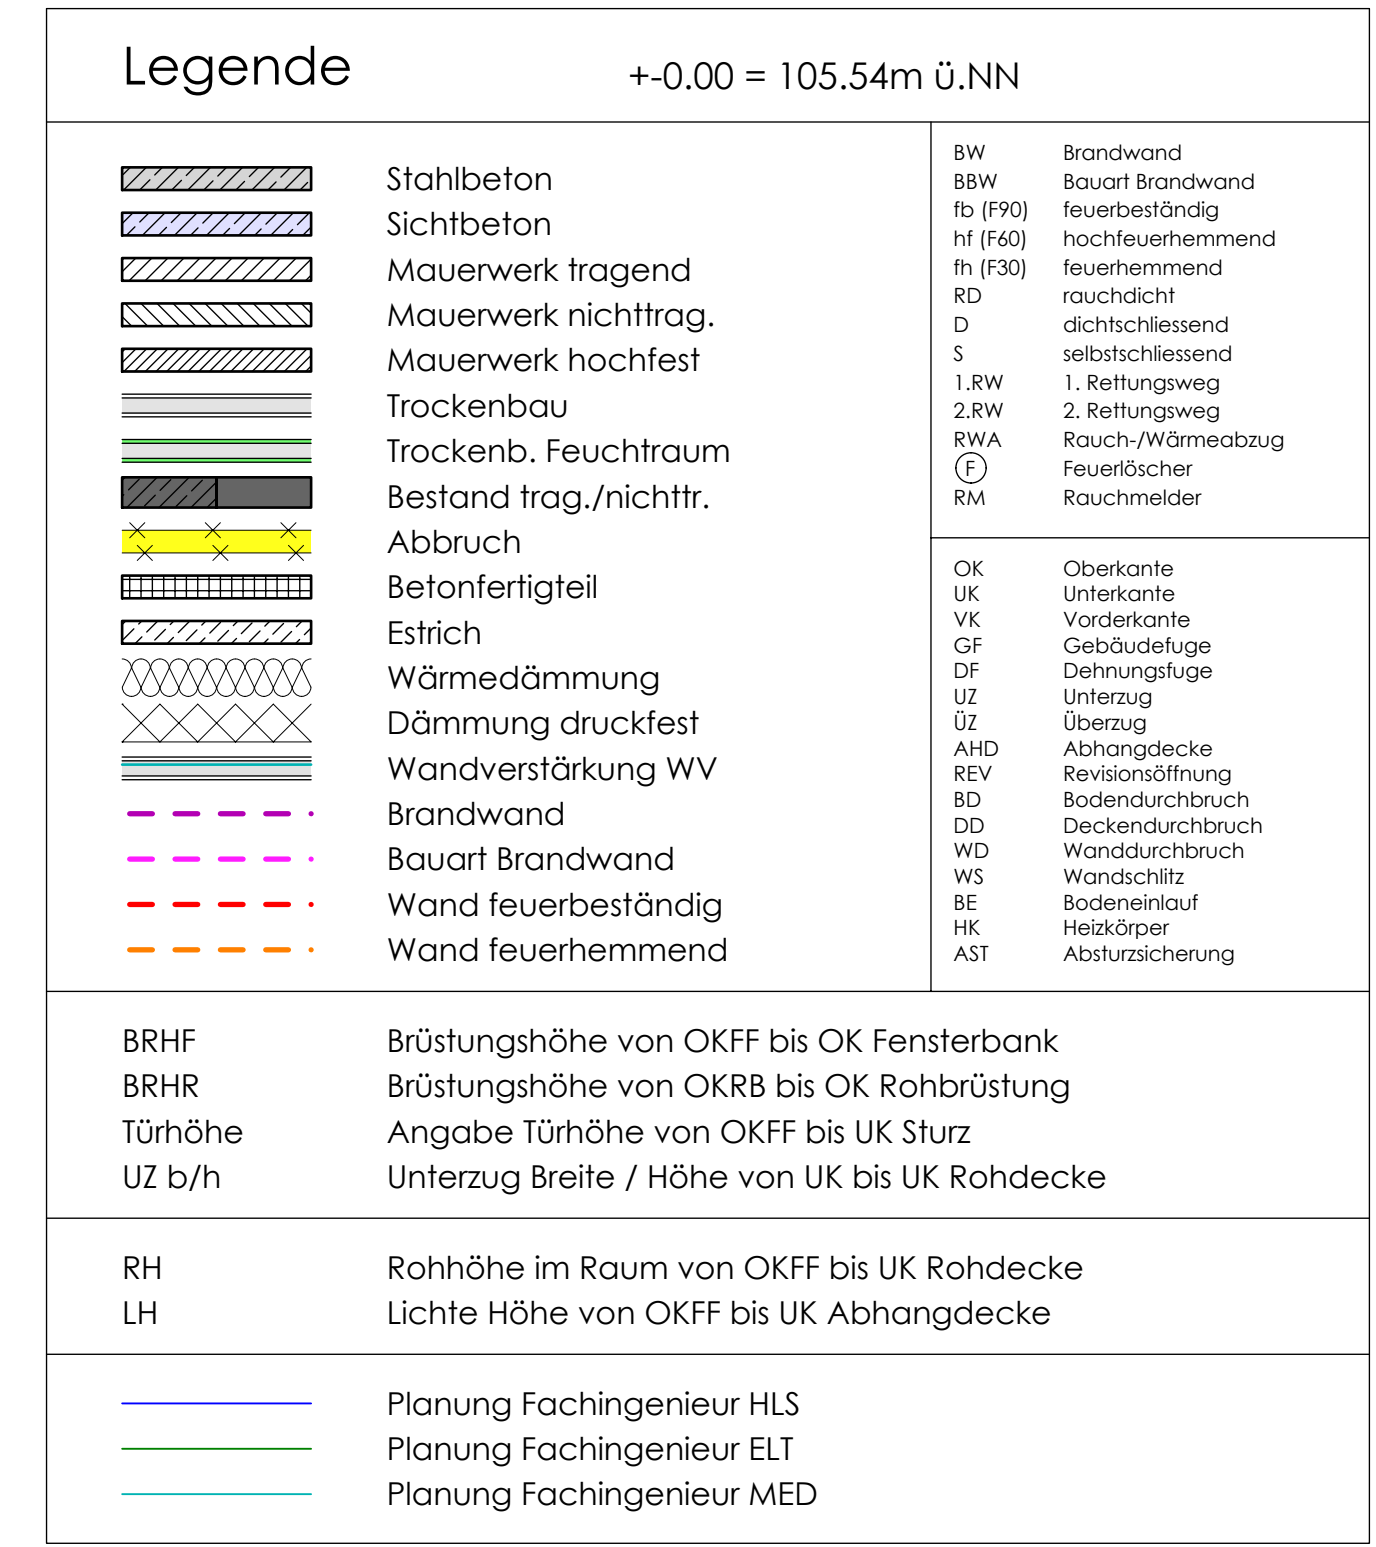 Legende
+-0.00 = 105.54m ü.NN
Stahlbeton
Sichtbeton
Mauerwerk tragend
Mauerwerk nichttrag.
Mauerwerk hochfest
Trockenbau
Trockenb. Feuchtraum
Bestand trag./nichttr.
Abbruch
Betonfertigteil
Estrich
Wärmedämmung
Dämmung druckfest
Wandverstärkung WV
Brandwand
Bauart Brandwand
Wand feuerbeständig
Wand feuerhemmend
BW Brandwand
BBW Bauart Brandwand
fb (F90) feuerbeständig
hf (F60) hochfeuerhemmend
fh (F30) feuerhemmend
RD rauchdicht
D dichtschliessend
S selbstschliessend
1.RW 1. Rettungsweg
2.RW 2. Rettungsweg
RWA Rauch-/Wärmeabzug
F Feuerlöscher
RM Rauchmelder
OK Oberkante
UK Unterkante
VK Vorderkante
GF Gebäudefuge
DF Dehnungsfuge
UZ Unterzug
ÜZ Überzug
AHD Abhangdecke
REV Revisionsöffnung
BD Bodendurchbruch
DD Deckendurchbruch
WD Wanddurchbruch
WS Wandschlitz
BE Bodeneinlauf
HK Heizkörper
AST Absturzsicherung
BRHF Brüstungshöhe von OKFF bis OK Fensterbank
BRHR Brüstungshöhe von OKRB bis OK Rohbrüstung
Türhöhe Angabe Türhöhe von OKFF bis UK Sturz
UZ b/h Unterzug Breite / Höhe von UK bis UK Rohdecke
RH Rohhöhe im Raum von OKFF bis UK Rohdecke
LH Lichte Höhe von OKFF bis UK Abhangdecke
Planung Fachingenieur HLS
Planung Fachingenieur ELT
Planung Fachingenieur MED